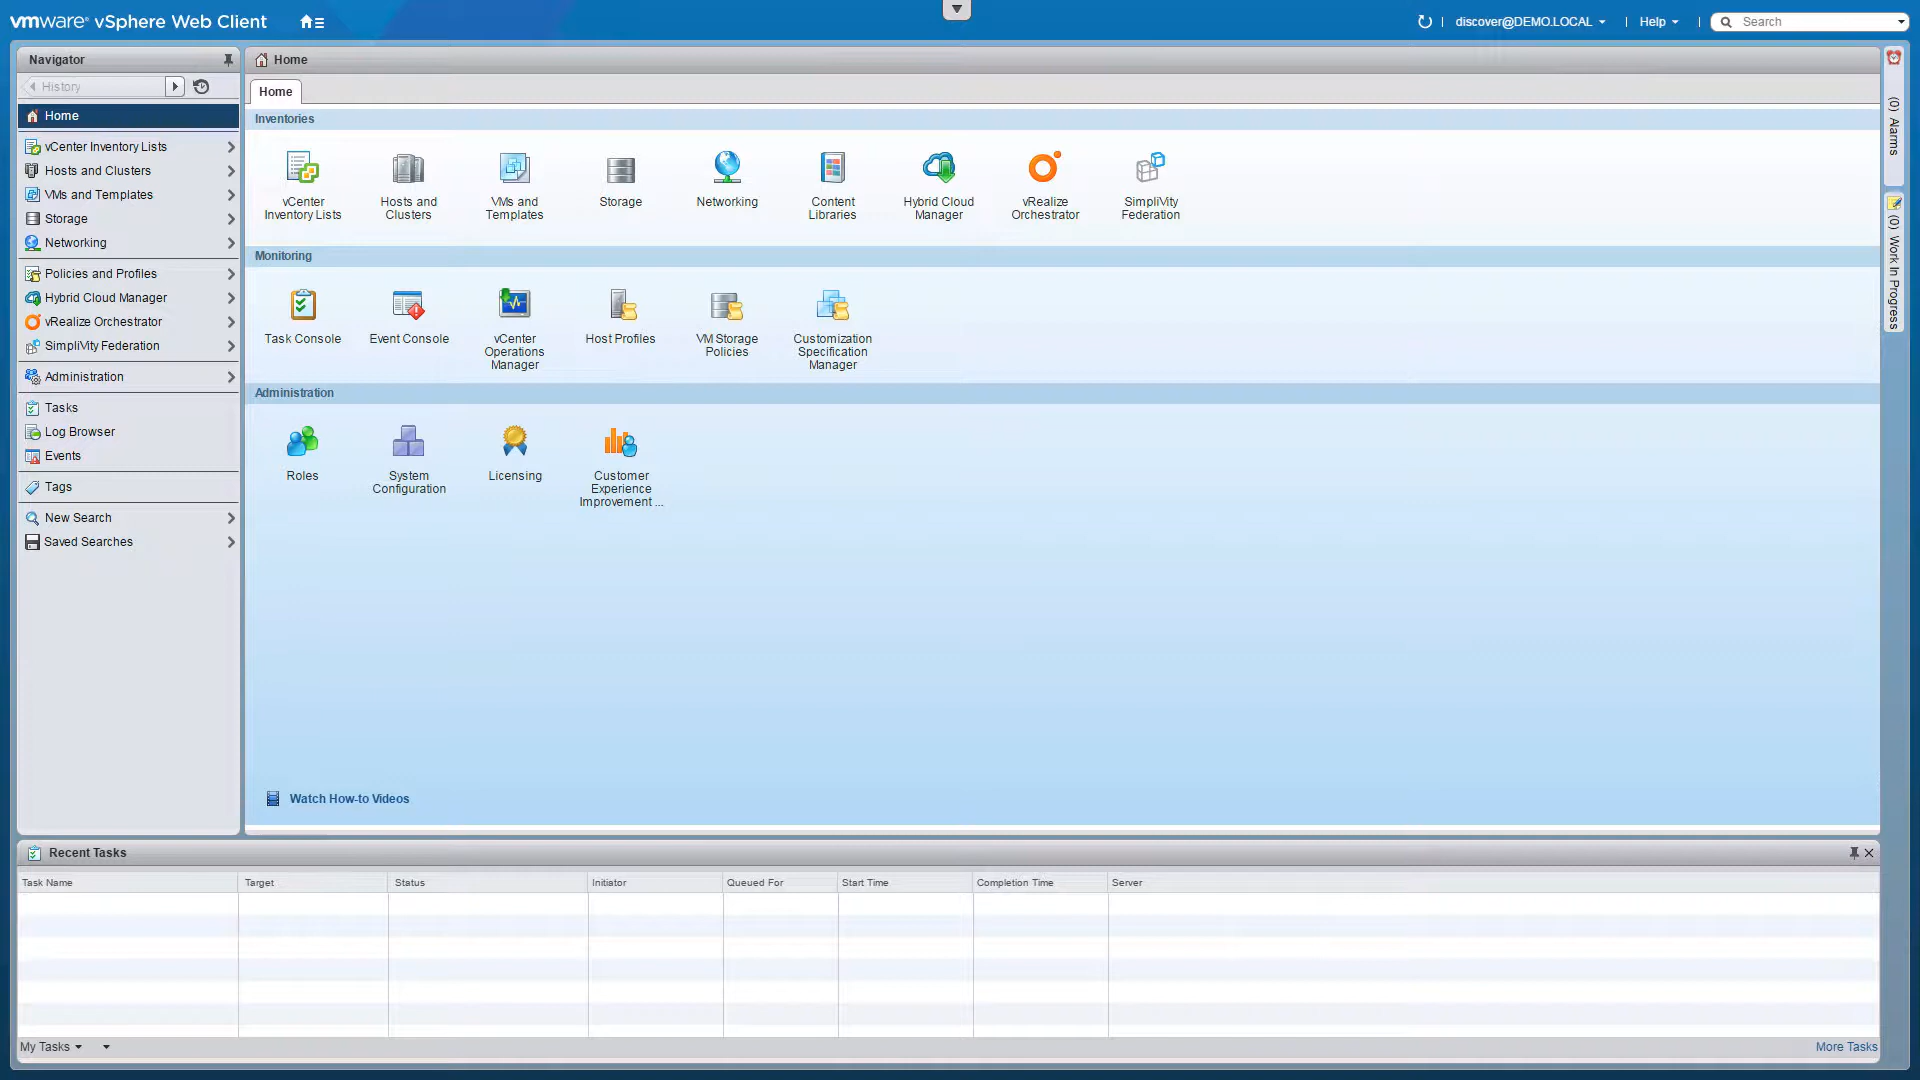 vmware® vSphere Web Client
discover@DEMO.LOCAL
Help
Search
Navigator
History
Home
vCenter Inventory Lists
Hosts and Clusters
VMs and Templates
Storage
Networking
Policies and Profiles
Hybrid Cloud Manager
vRealize Orchestrator
SimpliVity Federation
Administration
Tasks
Log Browser
Events
Tags
New Search
Saved Searches
Home
Home
Inventories
vCenter
Inventory Lists
Hosts and
Clusters
VMs and
Templates
Storage
Networking
Content
Libraries
Hybrid Cloud
Manager
vRealize
Orchestrator
SimpliVity
Federation
Monitoring
Task Console
Event Console
vCenter
Operations
Manager
Host Profiles
VM Storage
Policies
Customization
Specification
Manager
Administration
Roles
System
Configuration
Licensing
Customer
Experience
Improvement ...
Watch How-to Videos
(0) Alarms
(0) Work In Progress
Recent Tasks
Task Name Target Status Initiator Queued For Start Time Completion Time Server
My Tasks
More Tasks